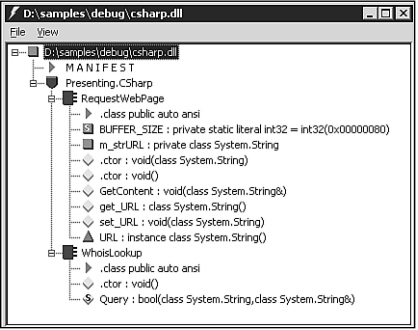 D:\samples\debug\csharp.dll
File View
D:\samples\debug\csharp.dll
MANIFEST
Presenting.CSharp
RequestWebPage
.class public auto ansi
S BUFFER_SIZE : private static literal int32 = int32(0x00000080)
m_strURL : private class System.String
.ctor : void(class System.String)
.ctor : void()
GetContent : void(class System.String&)
get_URL : class System.String()
set_URL : void(class System.String)
URL : instance class System.String()
WhoisLookup
.class public auto ansi
.ctor : void()
S Query : bool(class System.String,class System.String&)